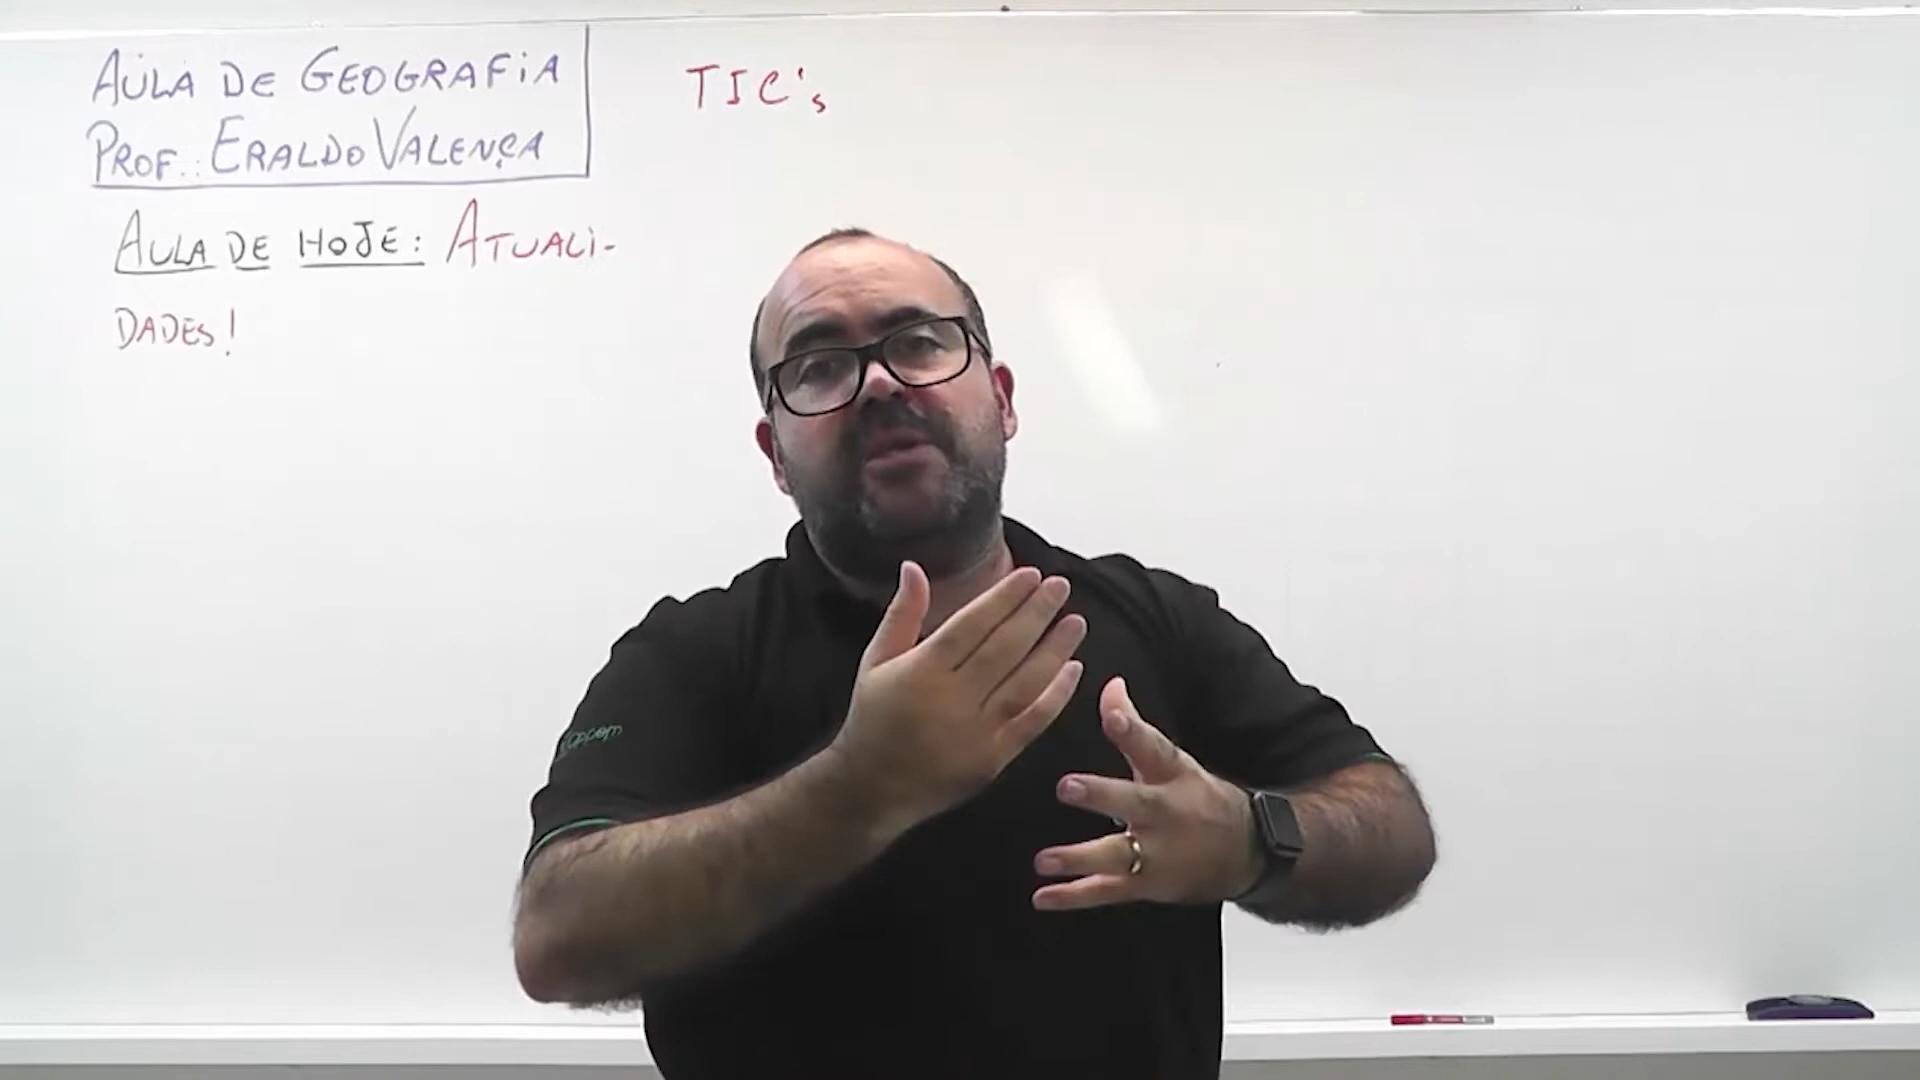 AULA DE GEOGRAFIA
PROF.: ERALDO VALENÇA
AULA DE HOJE: ATUALI-
DADES!
TIC's